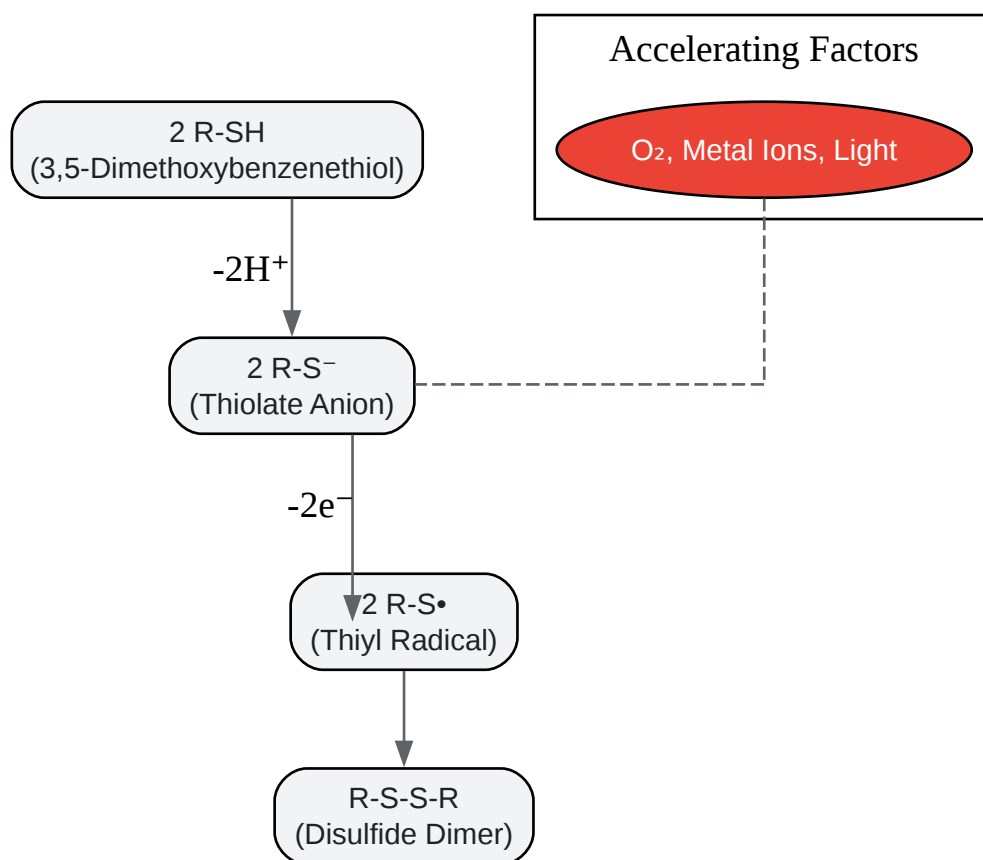 Accelerating Factors
O₂, Metal Ions, Light
2 R-SH
(3,5-Dimethoxybenzenethiol)
-2H⁺
2 R-S⁻
(Thiolate Anion)
-2e⁻
2 R-S•
(Thiyl Radical)
R-S-S-R
(Disulfide Dimer)